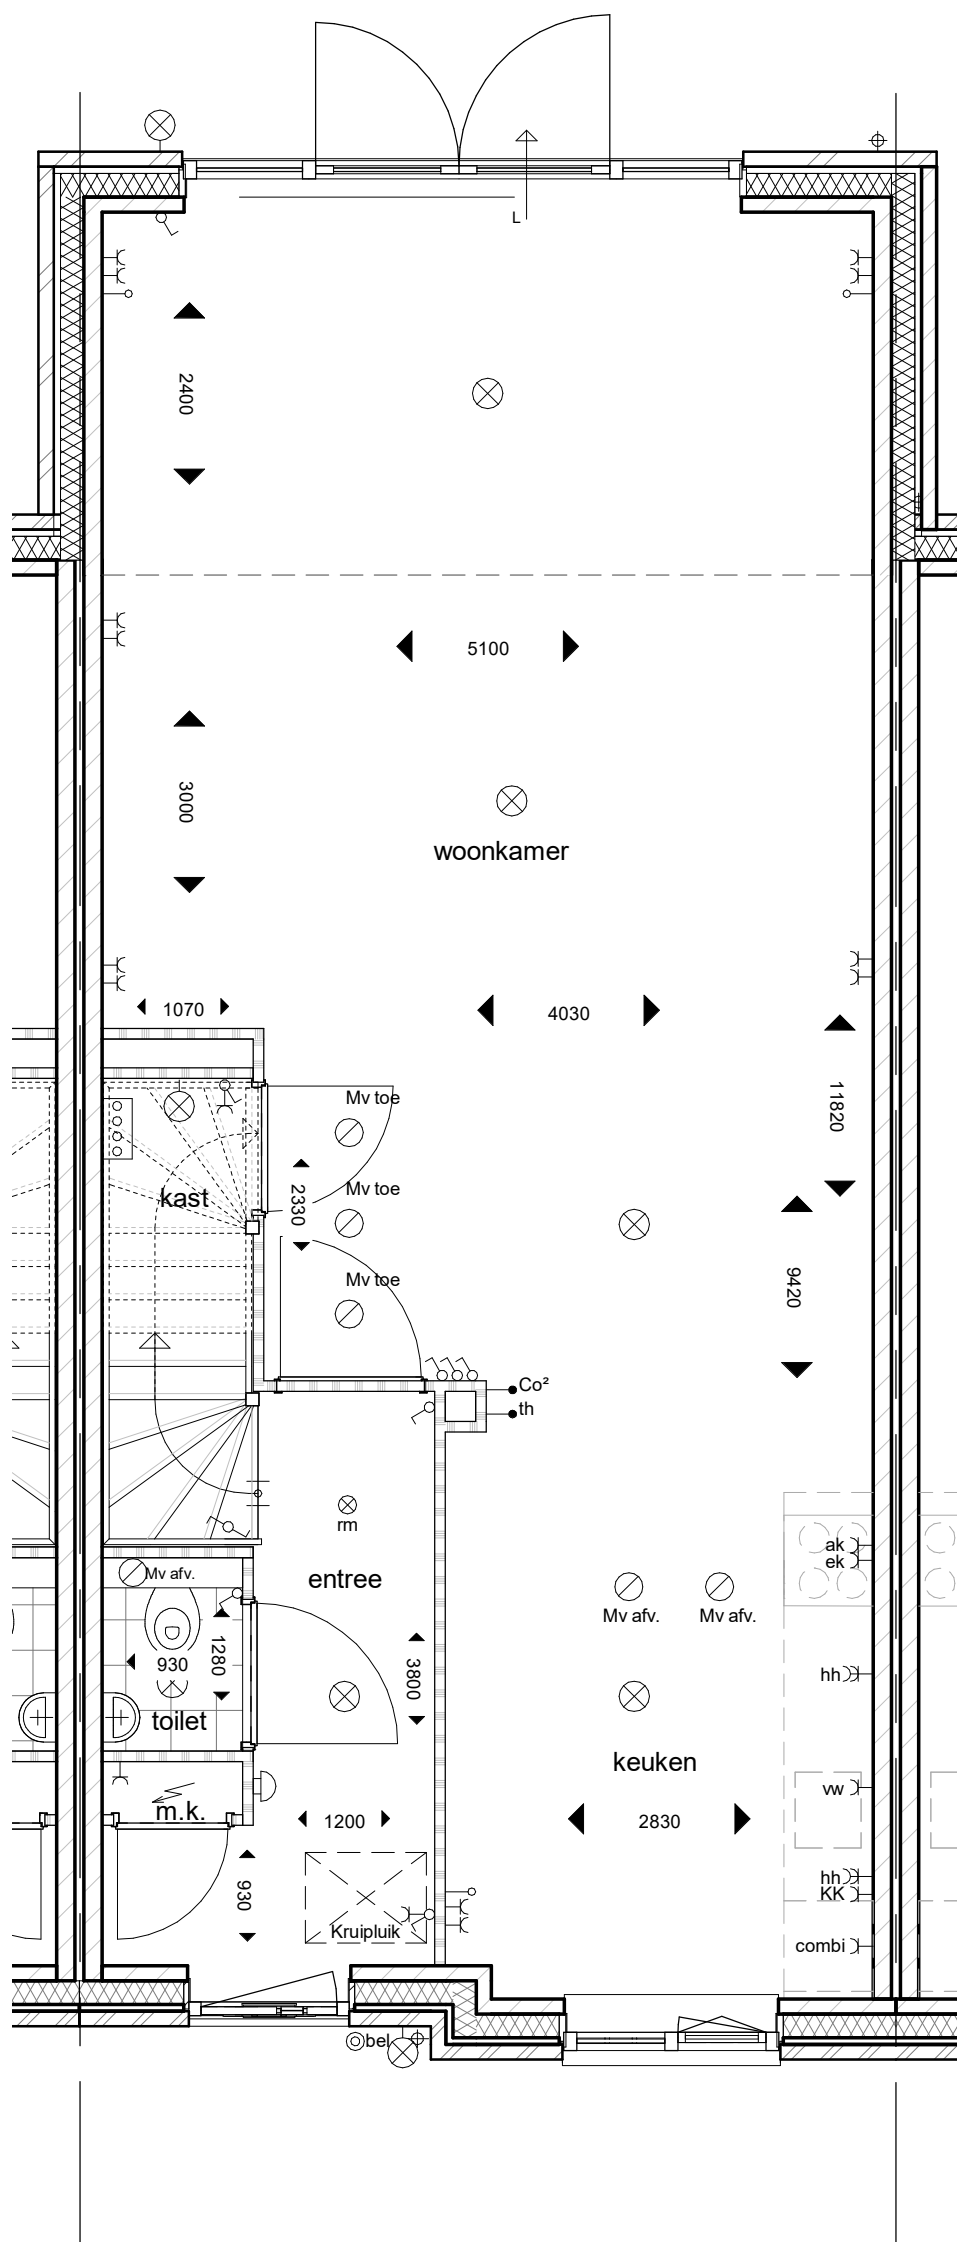 L
2400
5100
3000
woonkamer
1070
4030
11820
Mv toe
kast
Mv toe
2330
9420
Mv toe
Co²
th
rm
ak
ek
Mv afv.
entree
Mv afv.
Mv afv.
1280
930
3800
hh
toilet
keuken
vw
m.k.
1200
2830
930
hh
KK
Kruipluik
combi
bel